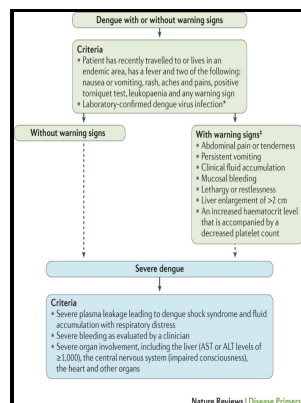 Dengue with or without warning signs
Criteria
• Patient has recently travelled to or lives in an
endemic area, has a fever and two of the following:
nausea or vomiting, rash, aches and pains, positive
torniquet test, leukopaenia and any warning sign
• Laboratory-confirmed dengue virus infection*
Without warning signs
With warning signs‡
• Abdominal pain or tenderness
• Persistent vomiting
• Clinical fluid accumulation
• Mucosal bleeding
• Lethargy or restlessness
• Liver enlargement of >2 cm
• An increased haematocrit level
that is accompanied by a
decreased platelet count
Severe dengue
Criteria
• Severe plasma leakage leading to dengue shock syndrome and fluid
accumulation with respiratory distress
• Severe bleeding as evaluated by a clinician
• Severe organ involvement, including the liver (AST or ALT levels of
≥1,000), the central nervous system (impaired consciousness),
the heart and other organs
Nature Reviews | Disease Primers